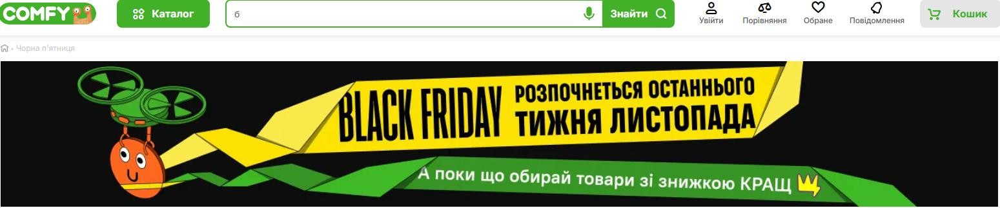 COMFY
Каталог
б
Знайти
Увійти
Порівняння
Обране
Повідомлення
Кошик
Чорна п'ятниця
BLACK FRIDAY
РОЗПОЧНЕТЬСЯ ОСТАННЬОГО
ТИЖНЯ ЛИСТОПАДА
А поки що обирай товари зі знижкою КРАЩ